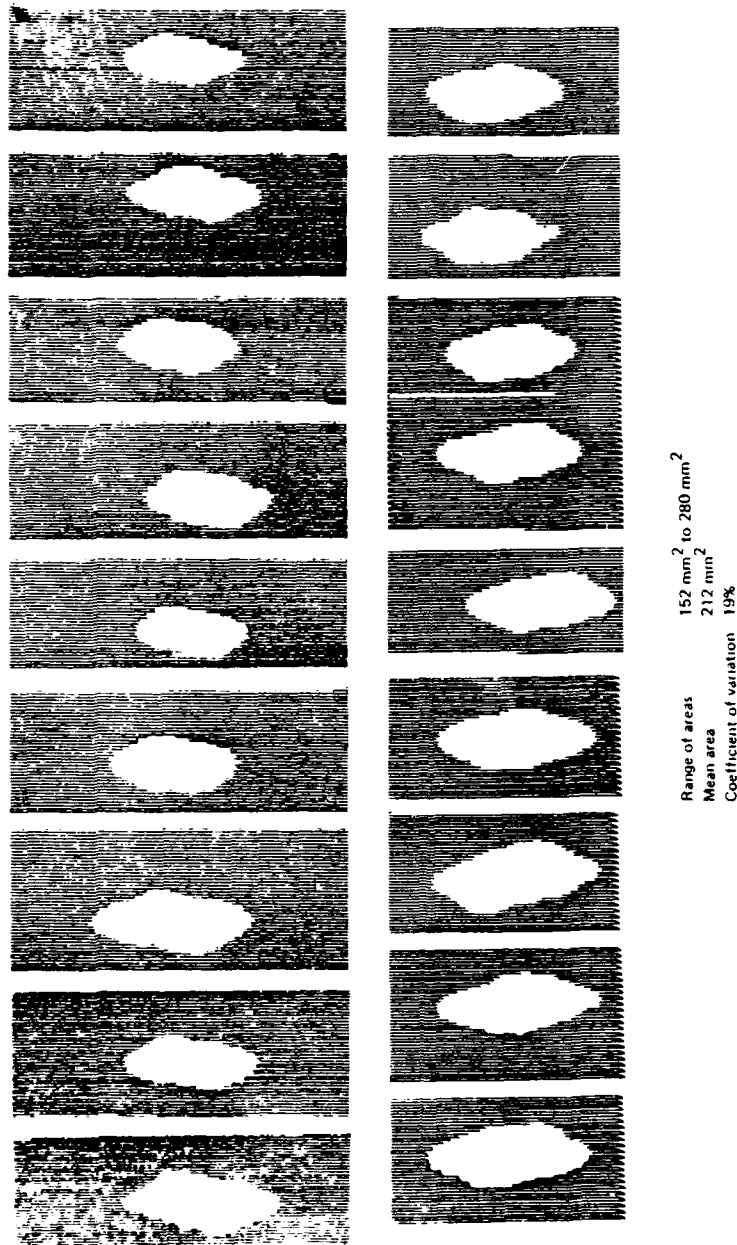 Range of areas 152 mm² to 280 mm²
Mean area 212 mm²
Coefficient of variation 19%